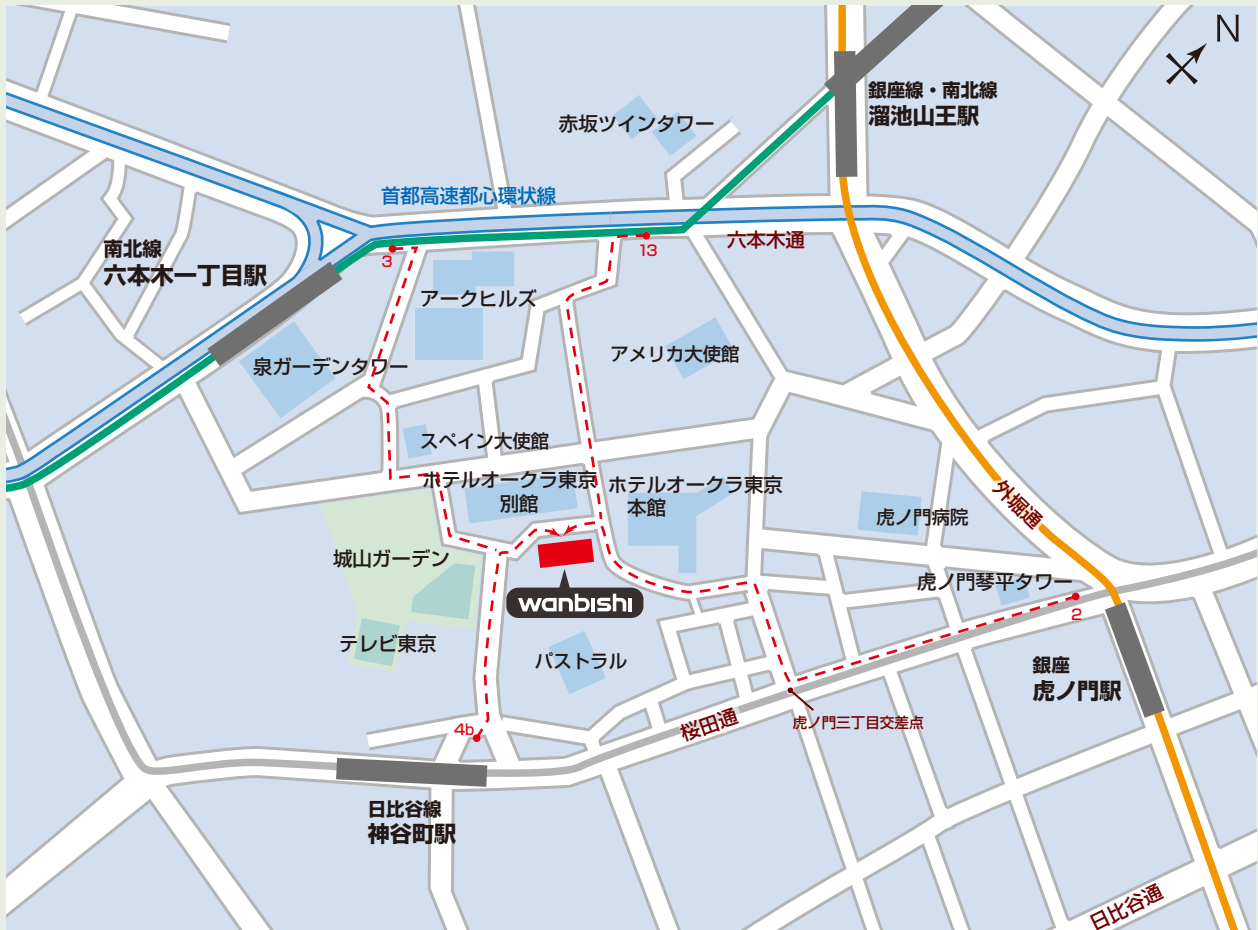 N
銀座線・南北線
溜池山王駅
赤坂ツインタワー
首都高速都心環状線
六本木通
13
3
南北線
六本木一丁目駅
アークヒルズ
泉ガーデンタワー
アメリカ大使館
スペイン大使館
ホテルオークラ東京
別館
ホテルオークラ東京
本館
外堀通
虎ノ門病院
城山ガーデン
虎ノ門琴平タワー
2
wanbishi
テレビ東京
パストラル
銀座
虎ノ門駅
桜田通
虎ノ門三丁目交差点
4b
日比谷線
神谷町駅
日比谷通